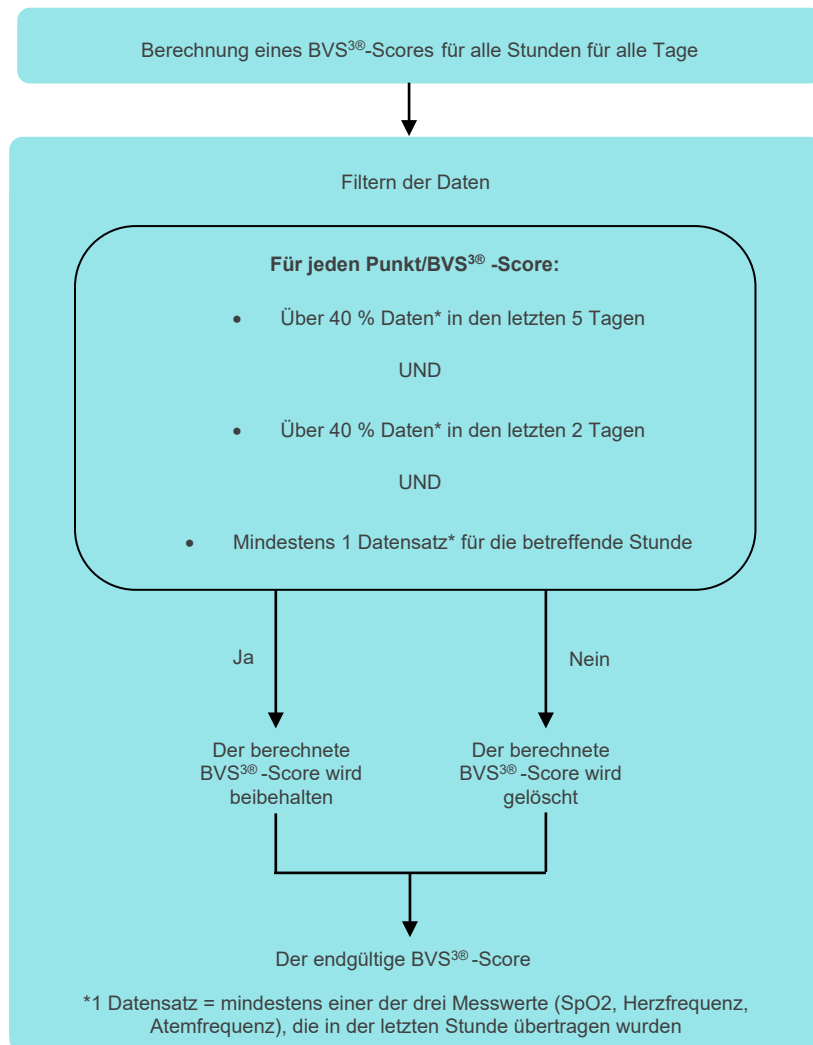 Berechnung eines BVS³®-Scores für alle Stunden für alle Tage
Filtern der Daten
Für jeden Punkt/BVS³® -Score:
• Über 40 % Daten* in den letzten 5 Tagen
UND
• Über 40 % Daten* in den letzten 2 Tagen
UND
• Mindestens 1 Datensatz* für die betreffende Stunde
Ja
Nein
Der berechnete
BVS³® -Score wird
beibehalten
Der berechnete
BVS³® -Score wird
gelöscht
Der endgültige BVS³® -Score
*1 Datensatz = mindestens einer der drei Messwerte (SpO2, Herzfrequenz,
Atemfrequenz), die in der letzten Stunde übertragen wurden